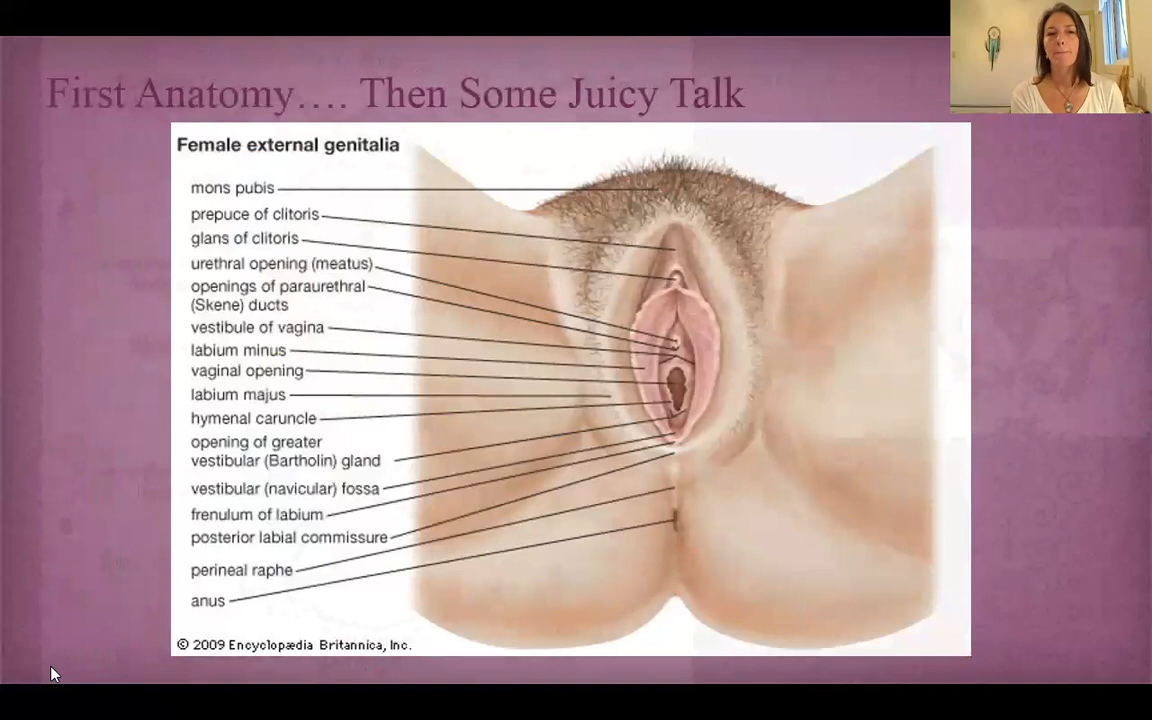 First Anatomy.... Then Some Juicy Talk
Female external genitalia
mons pubis
prepuce of clitoris
glans of clitoris
urethral opening (meatus)
openings of paraurethral
(Skene) ducts
vestibule of vagina
labium minus
vaginal opening
labium majus
hymenal caruncle
opening of greater
vestibular (Bartholin) gland
vestibular (navicular) fossa
frenulum of labium
posterior labial commissure
perineal raphe
anus
© 2009 Encyclopædia Britannica, Inc.